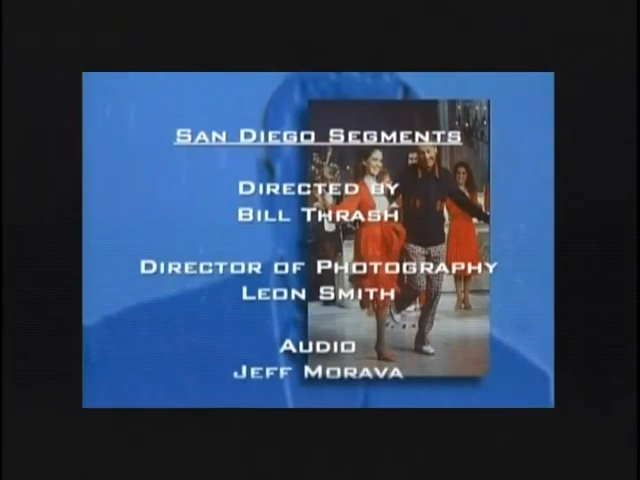 San Diego Segments
Directed by
Bill Thrash
Director of Photography
Leon Smith
Audio
Jeff Morava